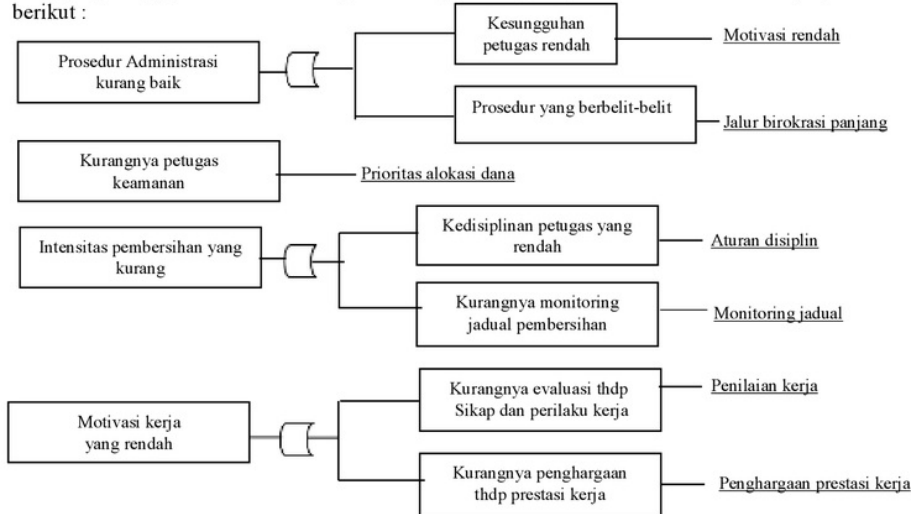 berikut :
Prosedur Administrasi
kurang baik
Kesungguhan
petugas rendah
Motivasi rendah
Prosedur yang berbelit-belit
Jalur birokrasi panjang
Kurangnya petugas
keamanan
Prioritas alokasi dana
Intensitas pembersihan yang
kurang
Kedisiplinan petugas yang
rendah
Aturan disiplin
Kurangnya monitoring
jadual pembersihan
Monitoring jadual
Motivasi kerja
yang rendah
Kurangnya evaluasi thdp
Sikap dan perilaku kerja
Penilaian kerja
Kurangnya penghargaan
thdp prestasi kerja
Penghargaan prestasi kerja